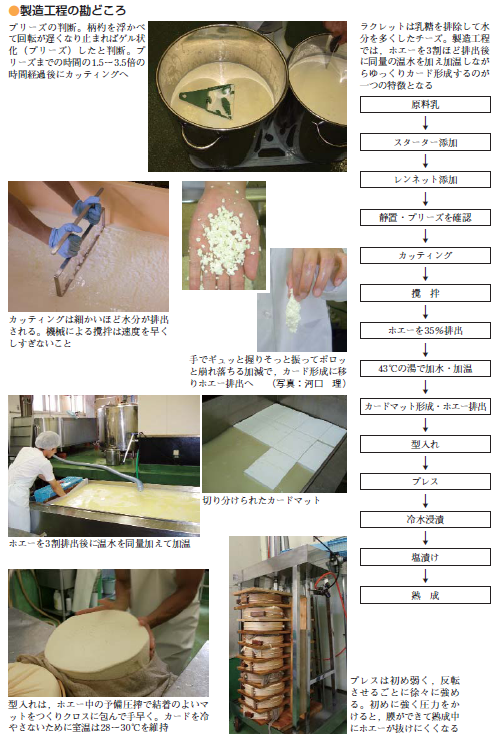 ●製造工程の勘どころ
プリーズの判断。柄杓を浮かべ
て回転が遅くなり止まればゲル状
化（プリーズ）したと判断。プ
リーズまでの時間の1.5〜3.5倍の
時間経過後にカッティングへ
カッティングは細かいほど水分が排出
される。機械による攪拌は速度を早く
しすぎないこと
手でギュッと握りそっと振ってポロッ
と崩れ落ちる加減で、カード形成に移
りホエー排出へ　（写真：河口　理）
切り分けられたカードマット
ホエーを3割排出後に温水を同量加えて加温
型入れは、ホエー中の予備圧搾で結着のよいマ
ットをつくりクロスに包んで手早く。カードを冷
やさないために室温は28〜30℃を維持
ラクレットは乳糖を排除して水
分を多くしたチーズ。製造工程
では、ホエーを3割ほど排出後
に同量の温水を加え加温しなが
らゆっくりカード形成するのが
一つの特徴となる
原料乳
スターター添加
レンネット添加
静置・プリーズを確認
カッティング
攪　拌
ホエーを35%排出
43℃の湯で加水・加温
カードマット形成・ホエー排出
型入れ
プレス
冷水浸漬
塩漬け
熟　成
プレスは初め弱く、反転
させるごとに徐々に強め
る。初めに強く圧力をか
けると、腰ができて熟成中
にホエーが抜けにくくなる